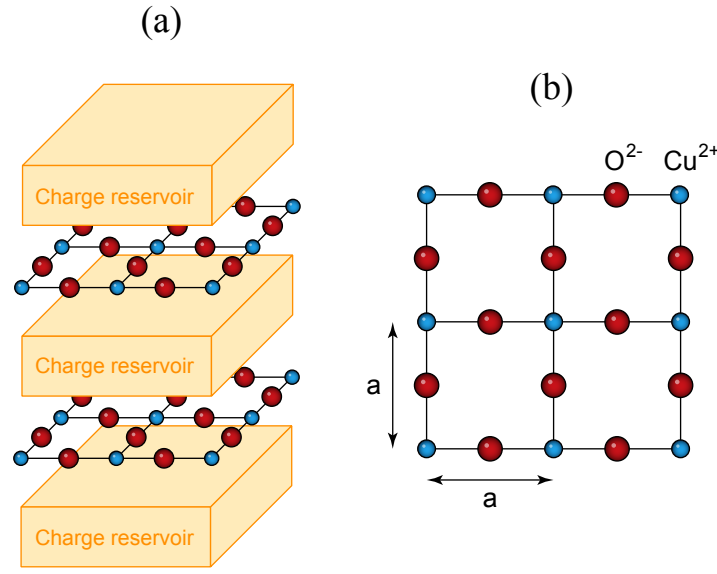 (a)
Charge reservoir
Charge reservoir
Charge reservoir
(b)
O²⁻ Cu²⁺
a
a